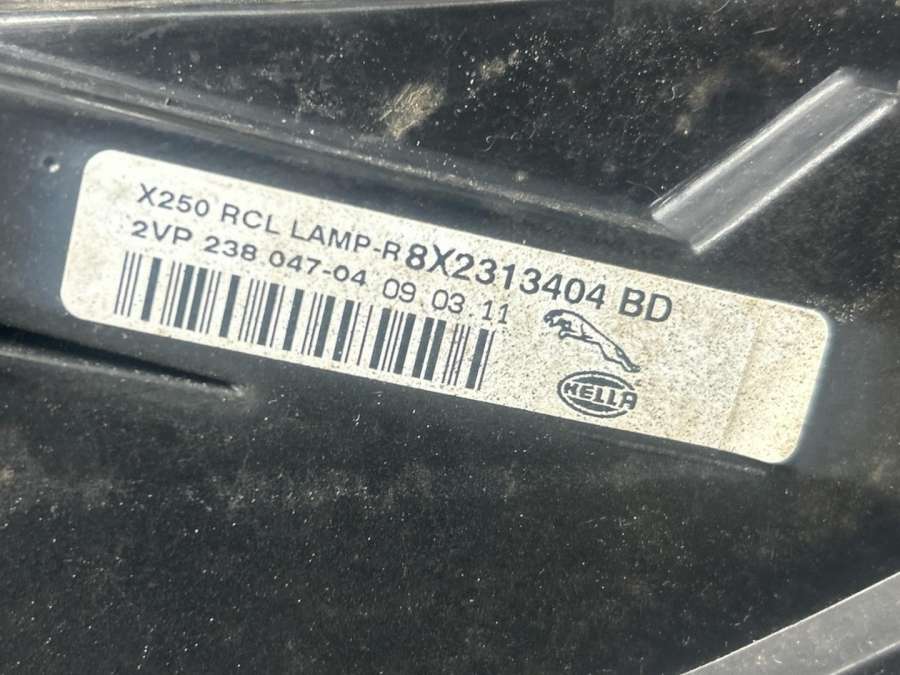 X250 RCL LAMP-R 8X2313404 BD
2VP 238 047-04 09.03.11
HELLA